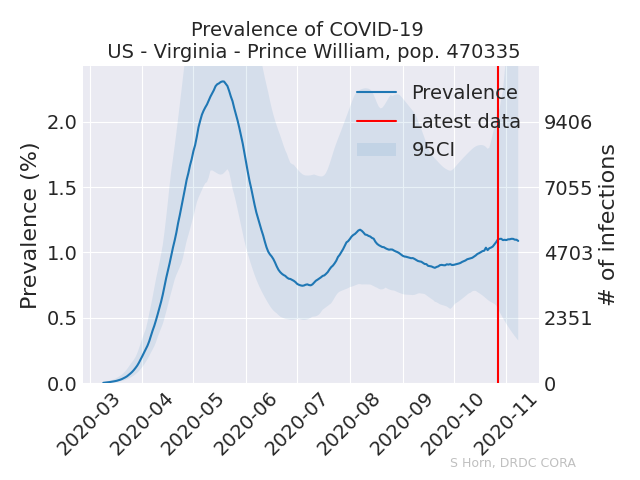 Prevalence of COVID-19
US - Virginia - Prince William, pop. 470335
Prevalence
Latest data
95CI
Prevalence (%)
2.0
1.5
1.0
0.5
0.0
9406
7055
4703
2351
0
# of infections
2020-03
2020-04
2020-05
2020-06
2020-07
2020-08
2020-09
2020-10
2020-11
S Horn, DRDC CORA